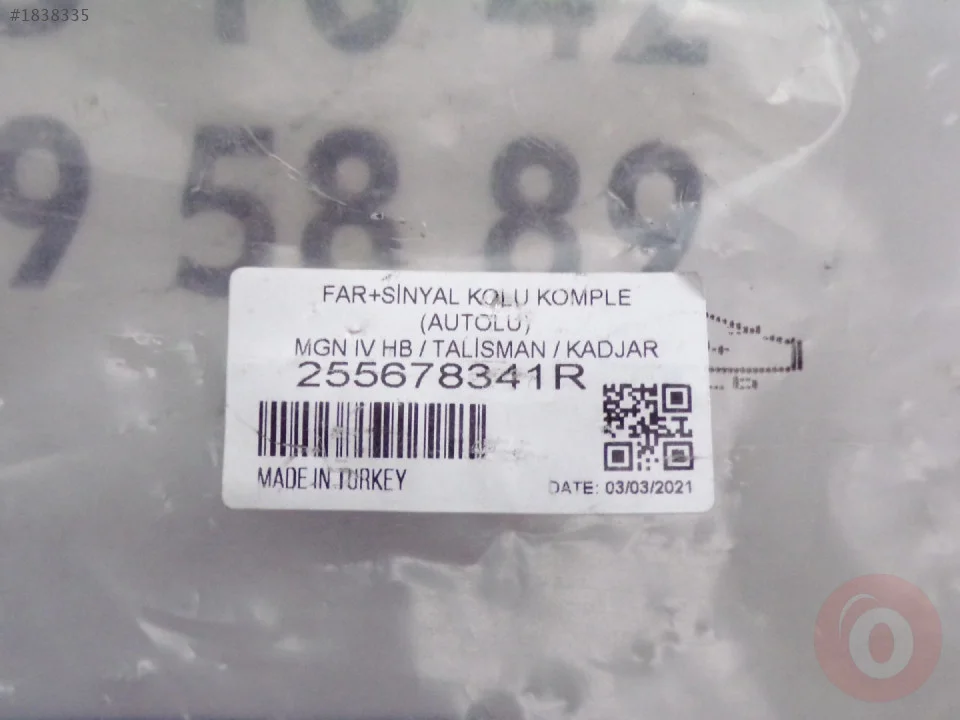 #1838335
42
9 58 89
FAR+SİNYAL KOLU KOMPLE
(AUTOLU)
MGN IV HB / TALİSMAN / KADJAR
255678341R
MADE IN TURKEY
DATE: 03/03/2021
O